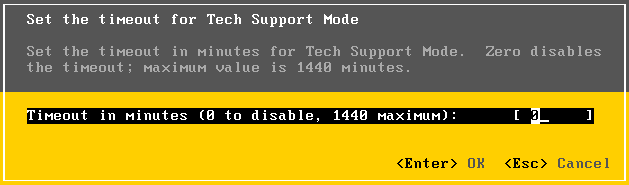 Set the timeout for Tech Support Mode
Set the timeout in minutes for Tech Support Mode.  Zero disables
the timeout; maximum value is 1440 minutes.
Timeout in minutes (0 to disable, 1440 maximum):     [ 0_    ]
<Enter> OK  <Esc> Cancel